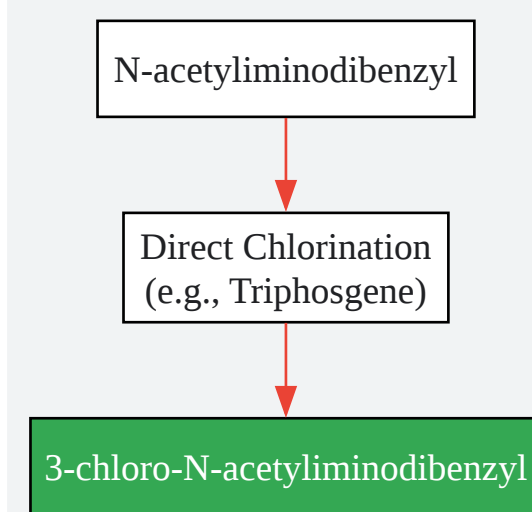 N-acetyliminodibenzyl
Direct Chlorination
(e.g., Triphosgene)
3-chloro-N-acetyliminodibenzyl